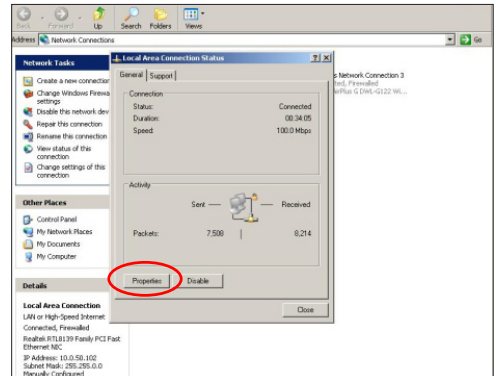 Back Forward Up Search Folders Views
Address Network Connections Go
Network Tasks
Create a new connection
Change Windows Firewa
settings
Disable this network dev
Repair this connection
Rename this connection
View status of this
connection
Change settings of this
connection
Other Places
Control Panel
My Network Places
My Documents
My Computer
Details
Local Area Connection
LAN or High-Speed Internet
Connected, Firewalled
Realtek RTL8139 Family PCI Fast
Ethernet NIC
IP Address: 10.0.50.102
Subnet Mask: 255.255.0.0
Manually Configured
Local Area Connection Status
General Support
Connection
Status: Connected
Duration: 00:34:05
Speed: 100.0 Mbps
Activity
Sent Received
Packets: 7,508 8,214
Properties Disable
Close
s Network Connection 3
ted, Firewalled
irPlus G DWL-G122 Wi...